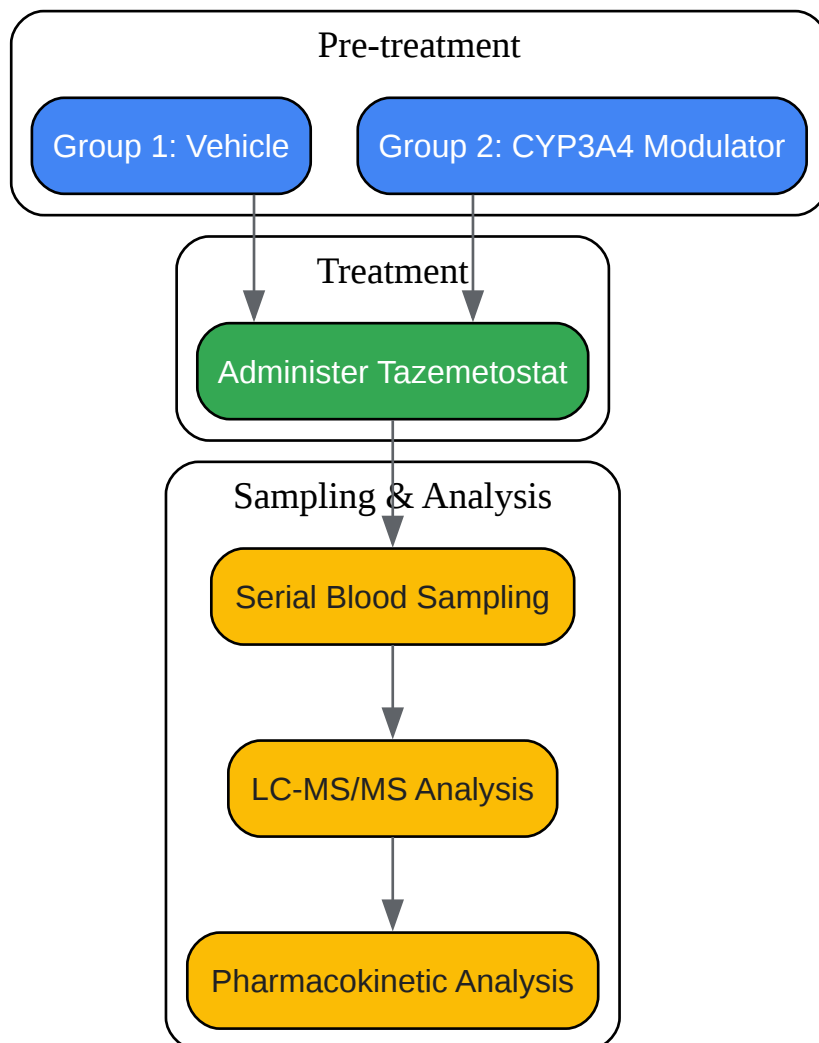 Pre-treatment
Group 1: Vehicle
Group 2: CYP3A4 Modulator
Treatment
Administer Tazemetostat
Sampling & Analysis
Serial Blood Sampling
LC-MS/MS Analysis
Pharmacokinetic Analysis